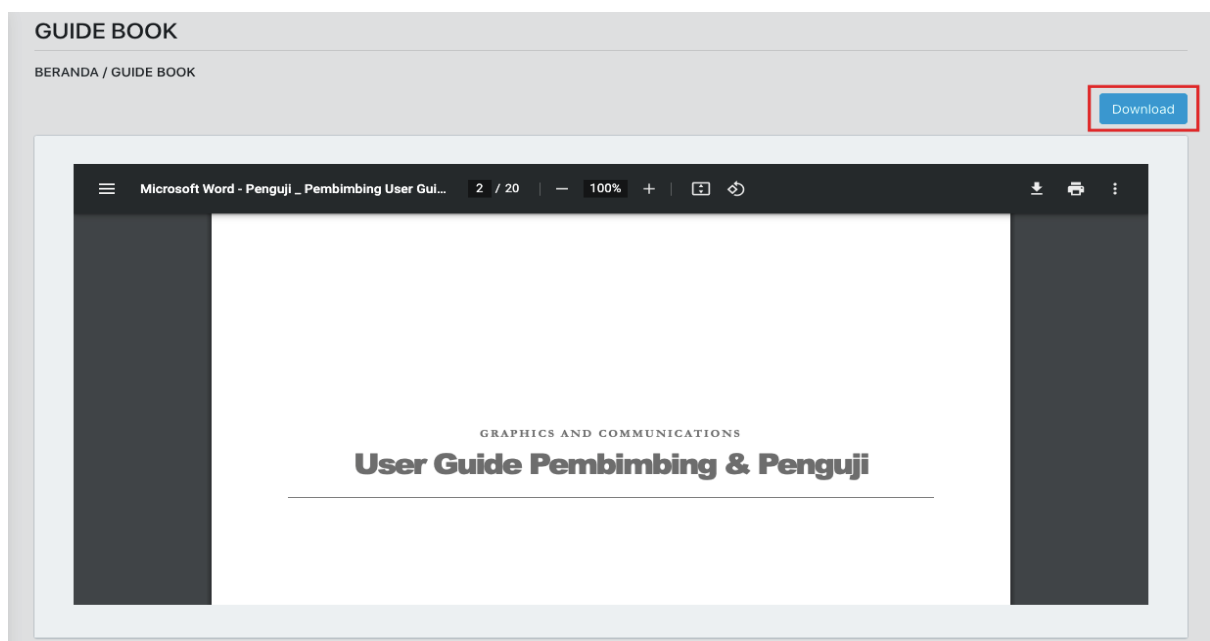 GUIDE BOOK
BERANDA / GUIDE BOOK
Download
Microsoft Word - Penguji _ Pembimbing User Gui... 2 / 20 100%
GRAPHICS AND COMMUNICATIONS
User Guide Pembimbing & Penguji